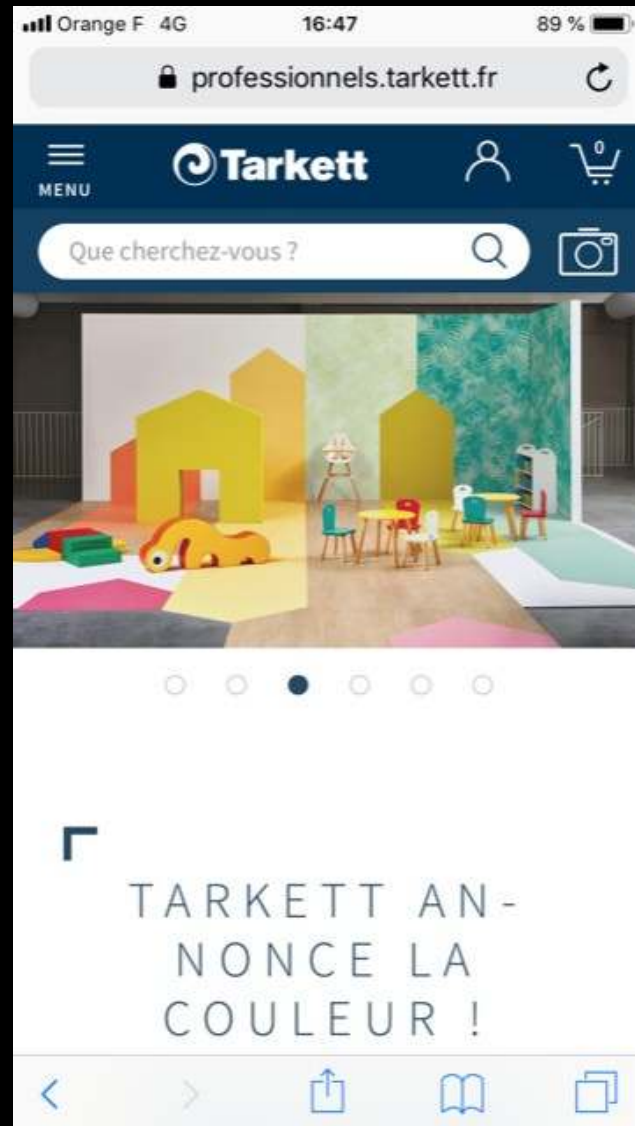 Orange F 4G 16:47 89 %
professionnels.tarkett.fr
MENU Tarkett 0
Que cherchez-vous ?
TARKETT AN-
NONCE LA
COULEUR !